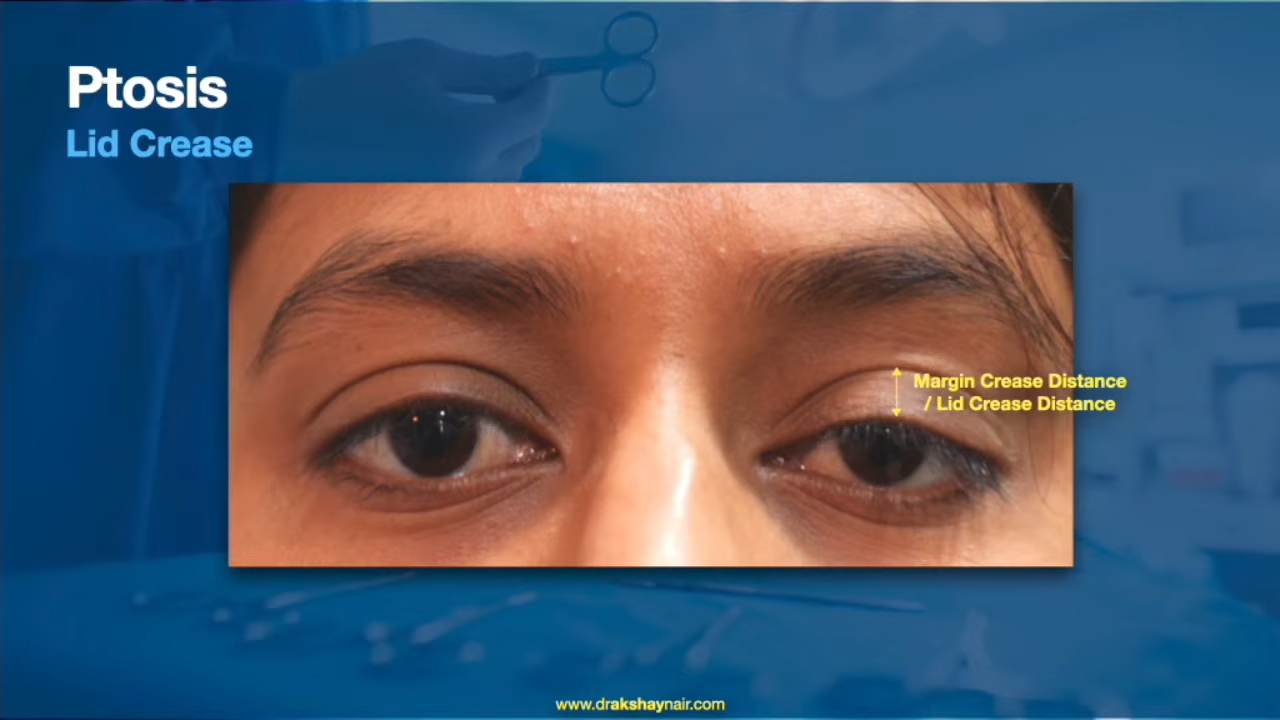 Ptosis
Lid Crease
Margin Crease Distance
/ Lid Crease Distance
www.drakshaynair.com